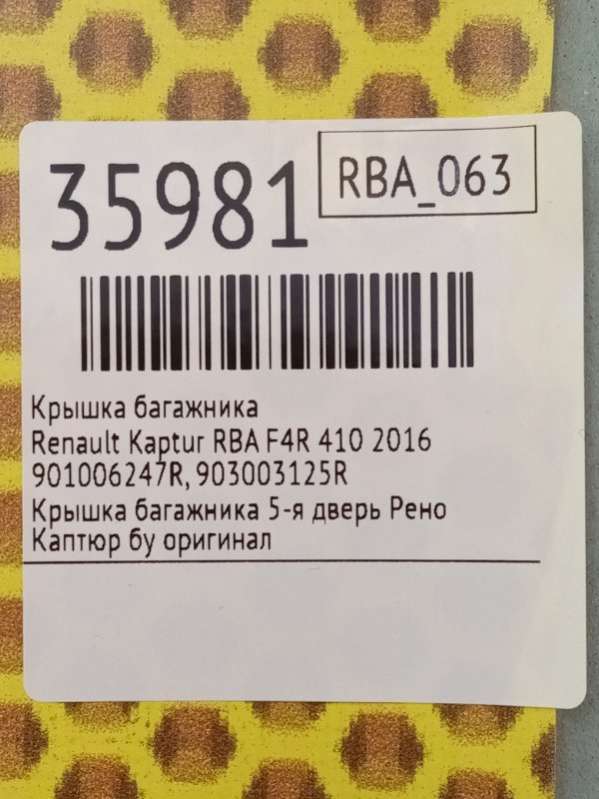 35981
RBA_063
Крышка багажника
Renault Kaptur RBA F4R 410 2016
901006247R, 903003125R
Крышка багажника 5-я дверь Рено
Каптюр бу оригинал